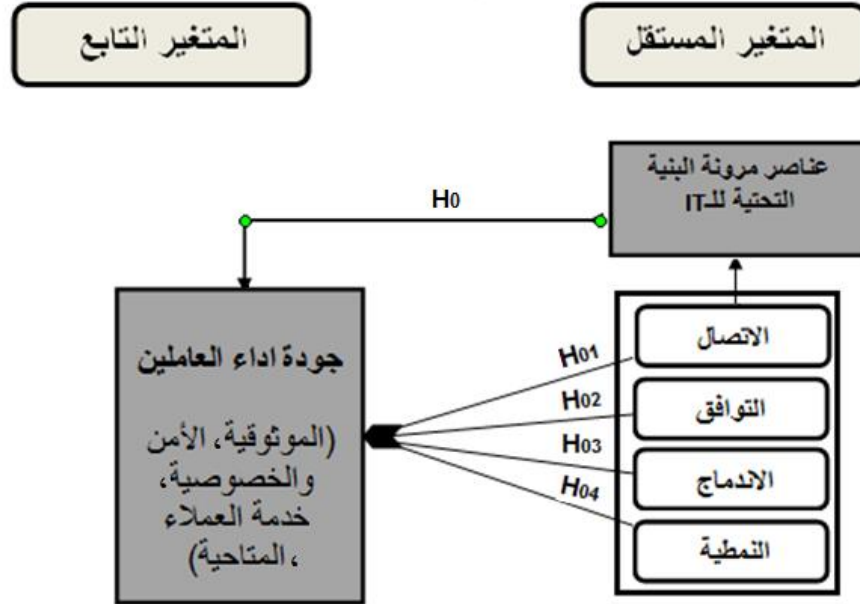 المتغير المستقل
المتغير التابع
عناصر مرونة البنية
التحتية للـIT
H0
جودة اداء العاملين
(الموثوقية، الأمن
والخصوصية،
خدمة العملاء
، المتاحية)
H01
H02
H03
H04
الاتصال
التوافق
الاندماج
النمطية